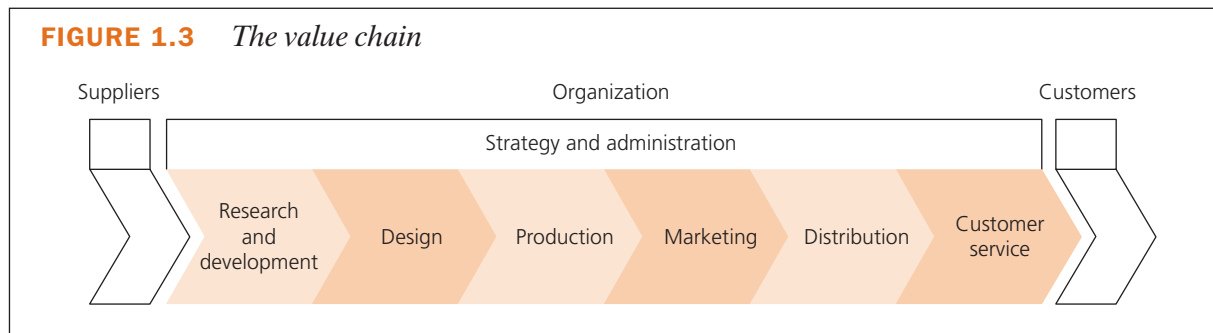 FIGURE 1.3 The value chain
Suppliers Organization Customers
Strategy and administration
Research
and
development
Design
Production
Marketing
Distribution
Customer
service